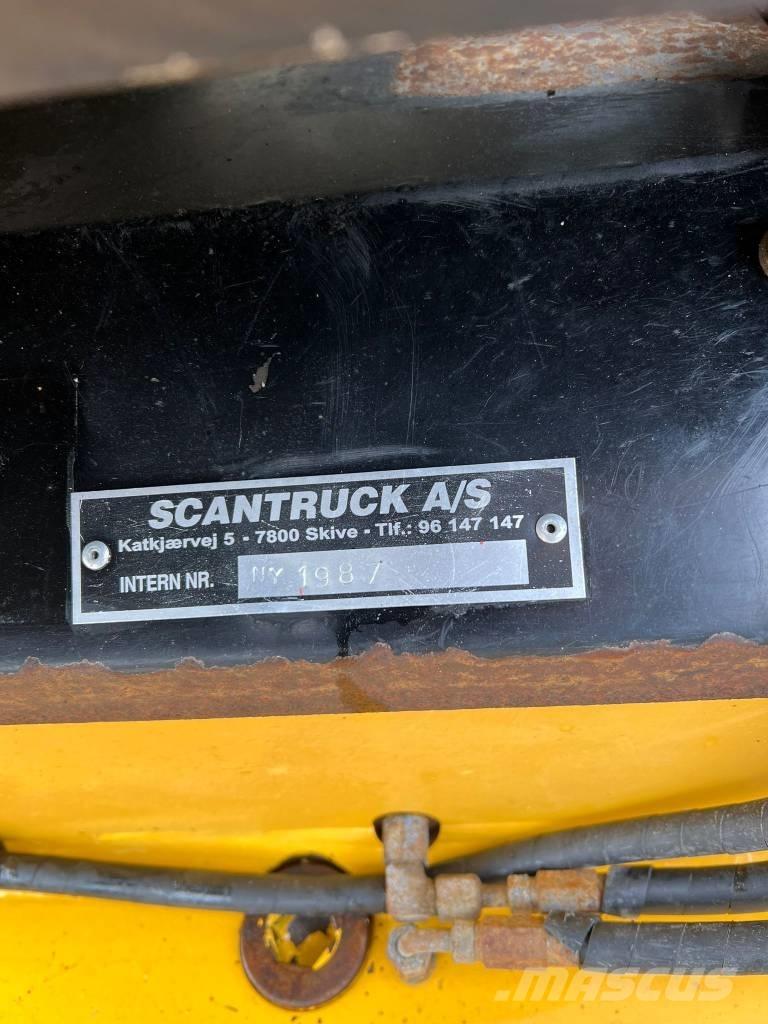 SCANTRUCK A/S
Katkjærvej 5 - 7800 Skive - Tlf.: 96 147 147
INTERN NR. NY 1987
MASCUS